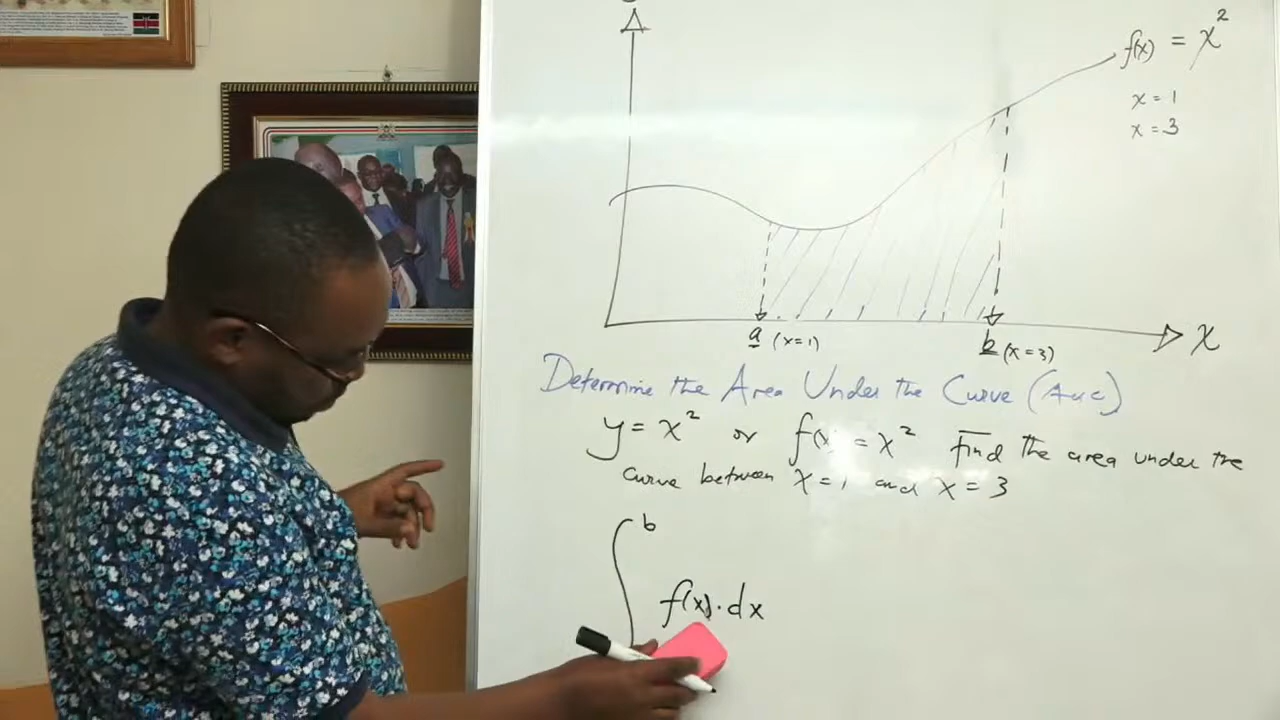 f(x) = x²
x = 1
x = 3
a (x=1)
b (x=3)
x
Determine the Area Under the Curve (AUC)
y = x² or f(x) = x² Find the area under the
curve between x = 1 and x = 3
b
∫ f(x).dx